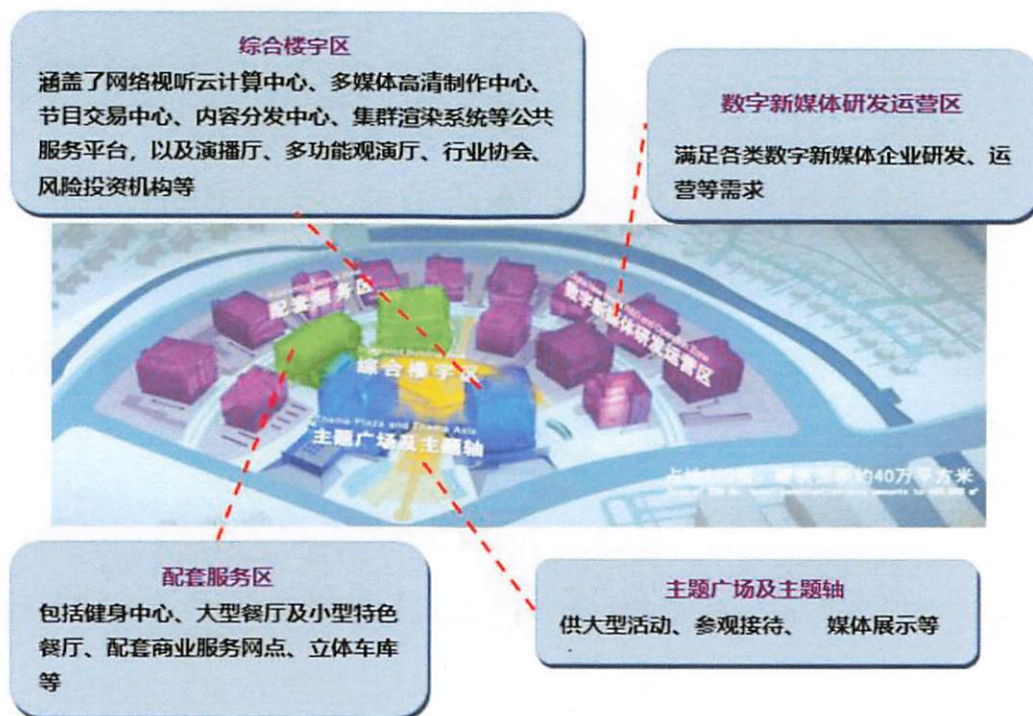 综合楼宇区
涵盖了网络视听云计算中心、多媒体高清制作中心、
节目交易中心、内容分发中心、集群渲染系统等公共
服务平台，以及演播厅、多功能观演厅、行业协会、
风险投资机构等
数字新媒体研发运营区
满足各类数字新媒体企业研发、运
营等需求
配套服务区
数字新媒体研发运营区
综合楼宇区
Theme Plaza and Theme Axis
主题广场及主题轴
建筑面积约40万平方米
配套服务区
包括健身中心、大型餐厅及小型特色
餐厅、配套商业服务网点、立体车库
等
主题广场及主题轴
供大型活动、参观接待、 媒体展示等